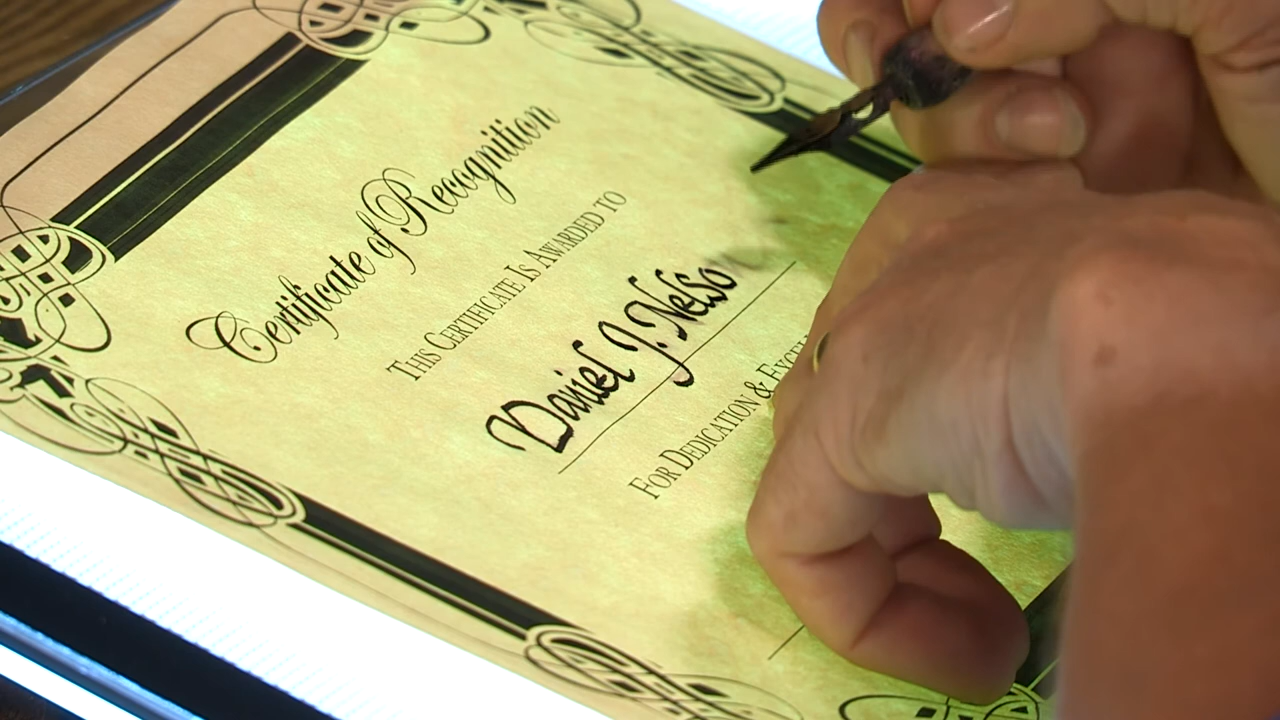 Certificate of Recognition
THIS CERTIFICATE IS AWARDED TO
Daniel J. Nelso
FOR DEDICATION &